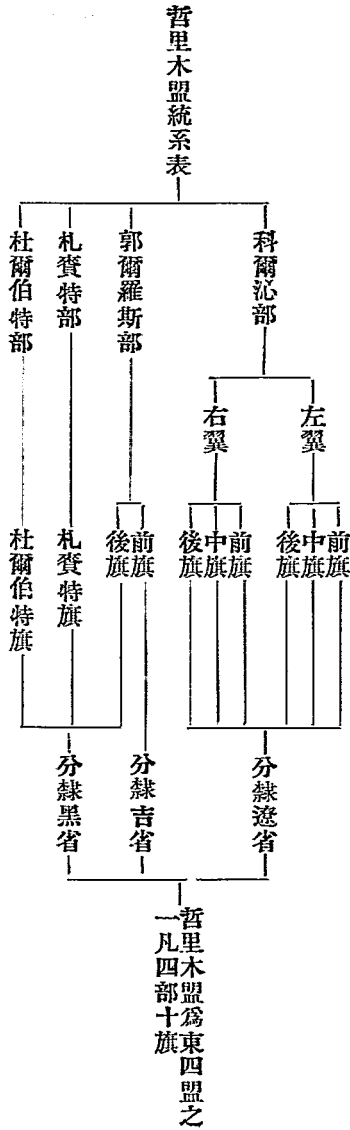 哲里木盟統系表
科爾沁部
郭爾羅斯部
札賚特部
杜爾伯特部
左翼
右翼
前旗
中旗
後旗
前旗
中旗
後旗
前旗
後旗
札賚特旗
杜爾伯特旗
分隸遼省
分隸吉省
分隸黑省
哲里木盟爲東四盟之
一凡四部十旗